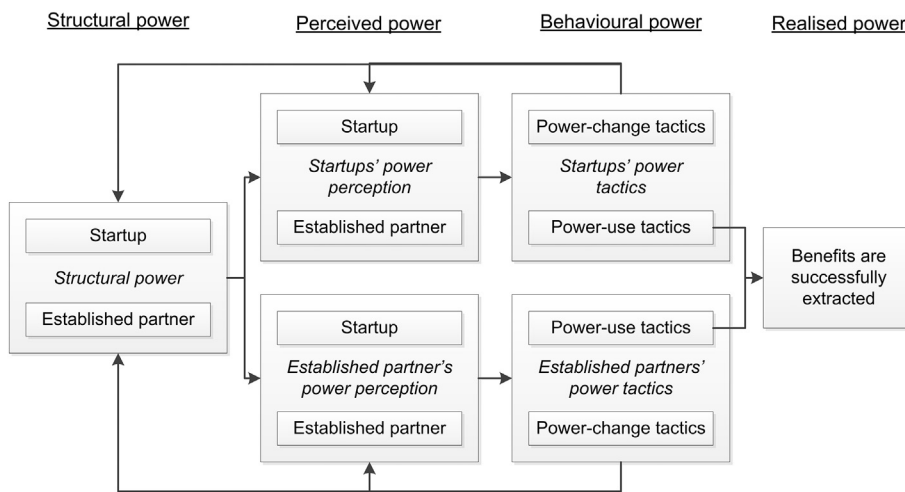 Structural power
Perceived power
Behavioural power
Realised power
Startup
Structural power
Established partner
Startup
Startups' power
perception
Established partner
Startup
Established partner's
power perception
Established partner
Power-change tactics
Startups' power
tactics
Power-use tactics
Power-use tactics
Established partners'
power tactics
Power-change tactics
Benefits are
successfully
extracted